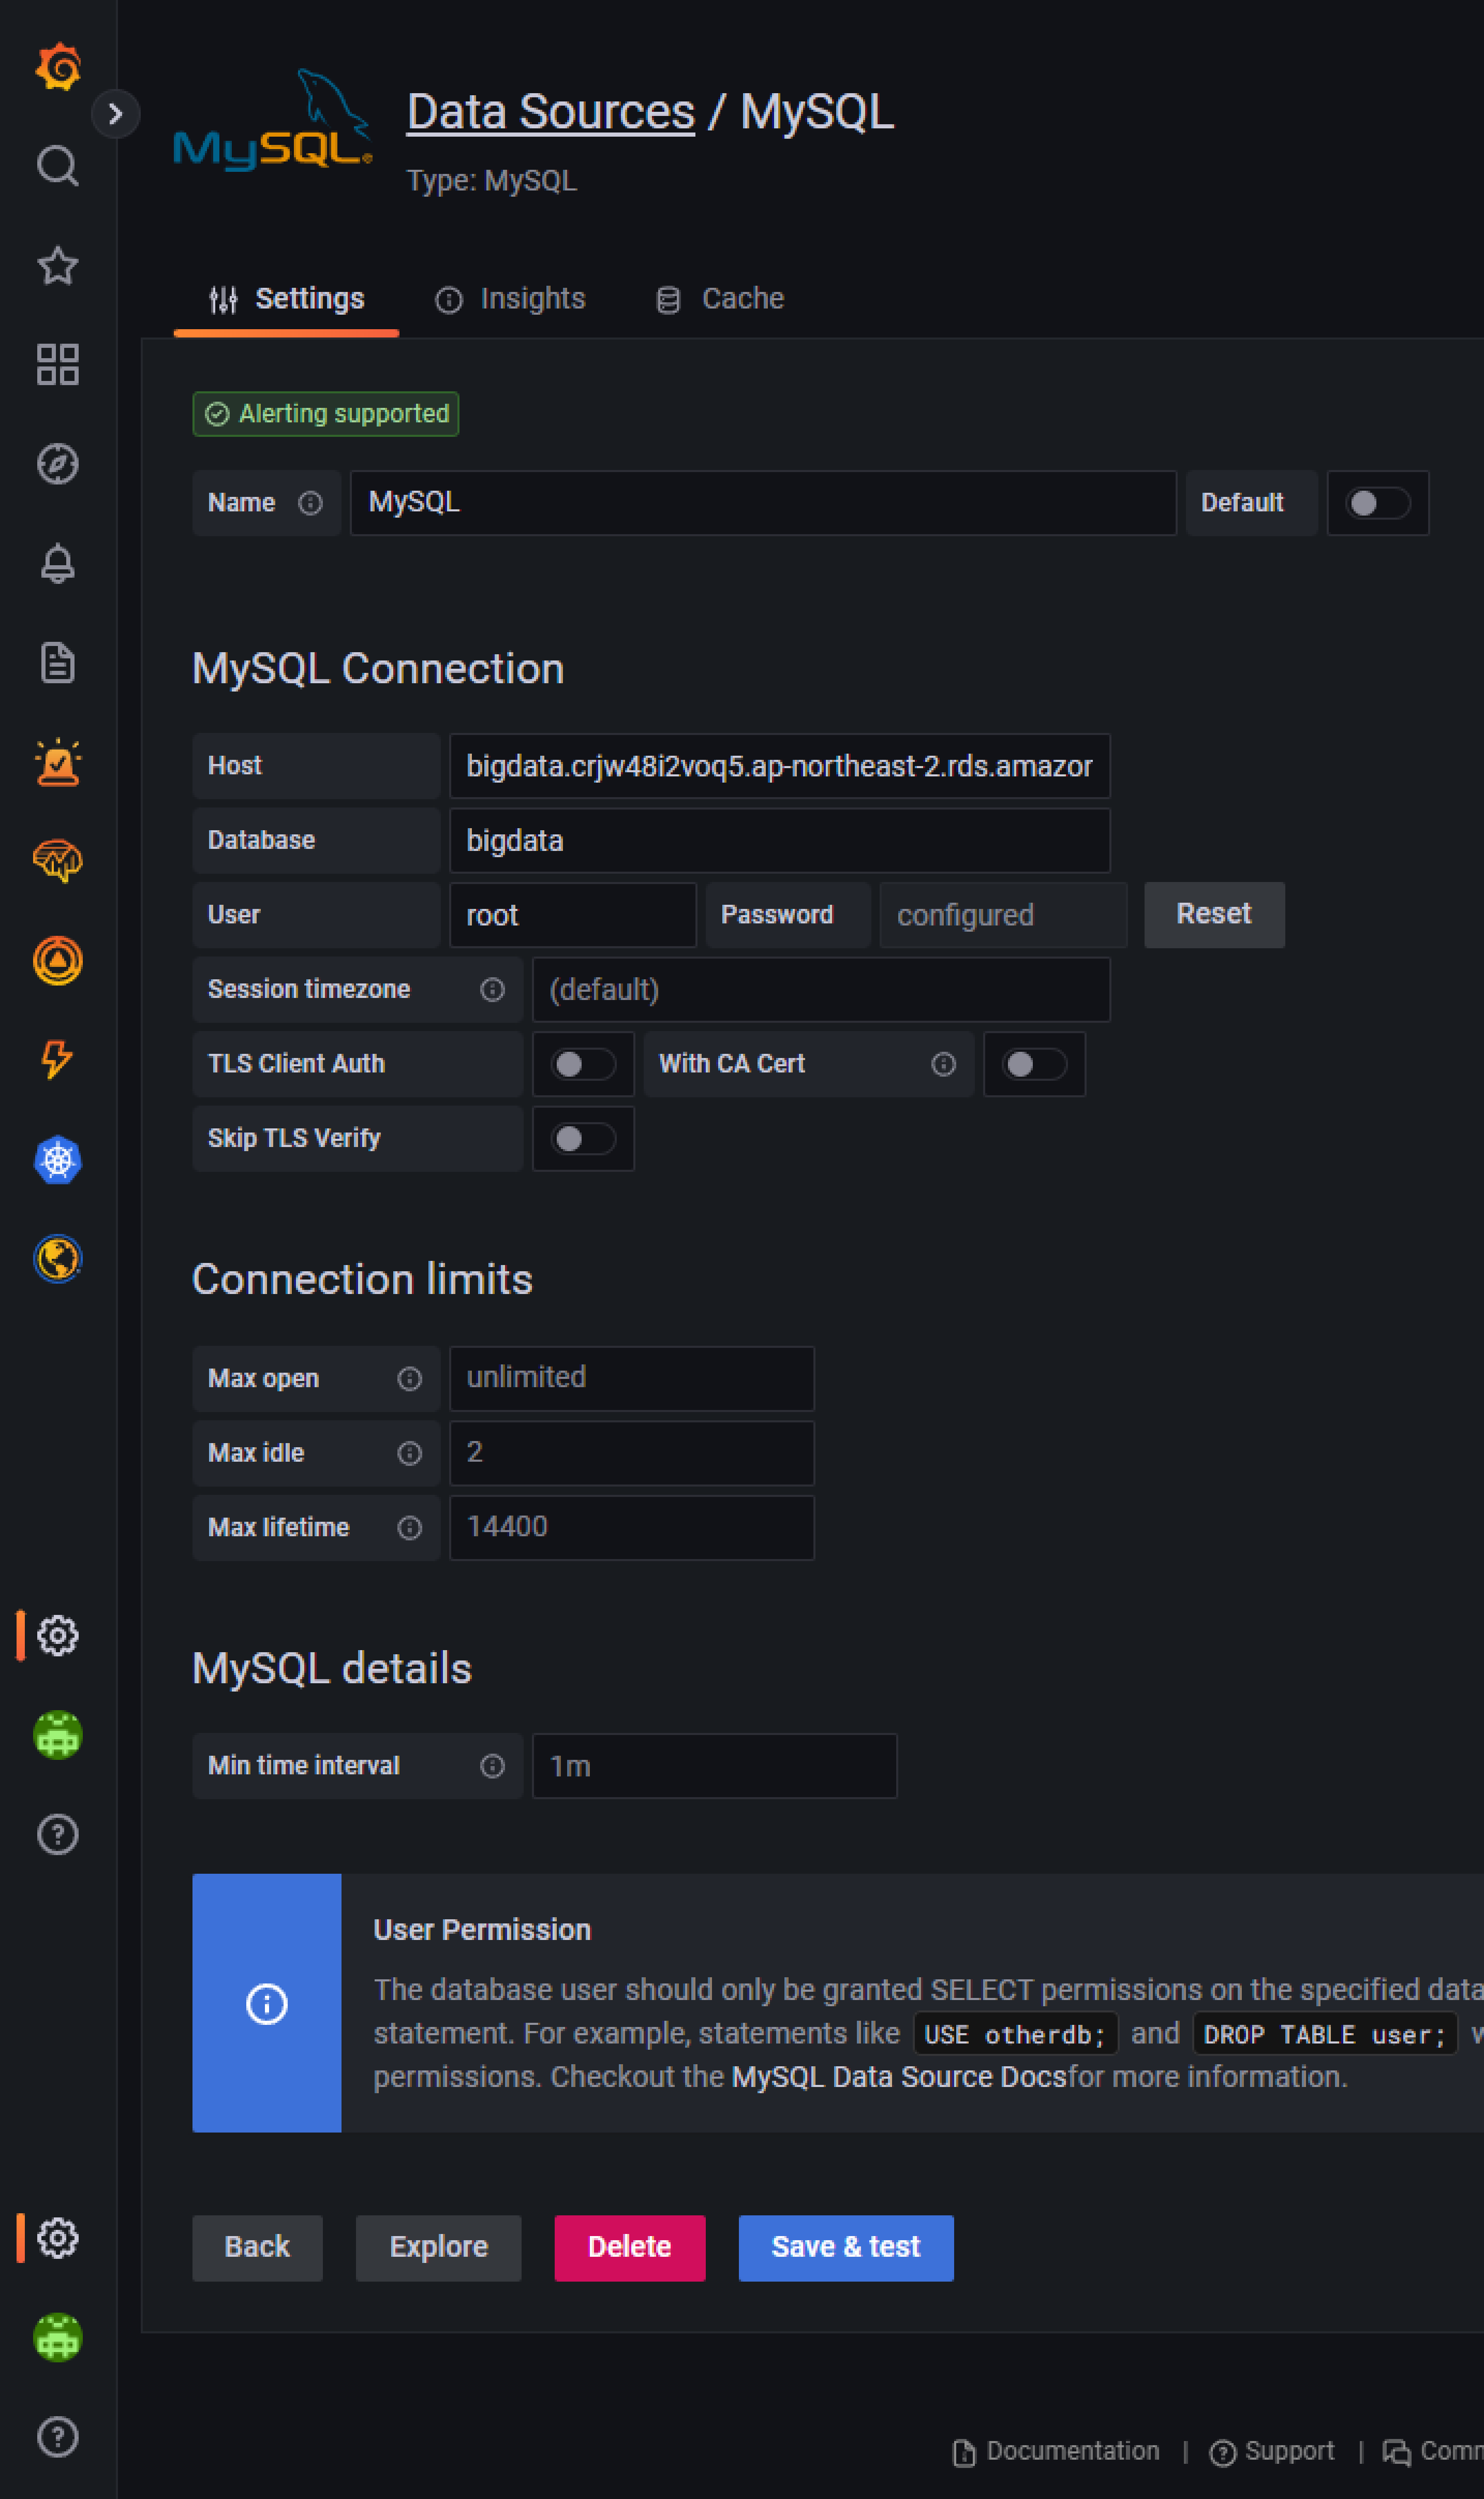 MySQL
Data Sources / MySQL
Type: MySQL
Settings Insights Cache
Alerting supported
Name MySQL Default
MySQL Connection
Host bigdata.crjw48i2voq5.ap-northeast-2.rds.amazor
Database bigdata
User root Password configured Reset
Session timezone (default)
TLS Client Auth With CA Cert
Skip TLS Verify
Connection limits
Max open unlimited
Max idle 2
Max lifetime 14400
MySQL details
Min time interval 1m
User Permission
The database user should only be granted SELECT permissions on the specified data
statement. For example, statements like USE otherdb; and DROP TABLE user; w
permissions. Checkout the MySQL Data Source Docsfor more information.
Back Explore Delete Save & test
Documentation | Support | Comm